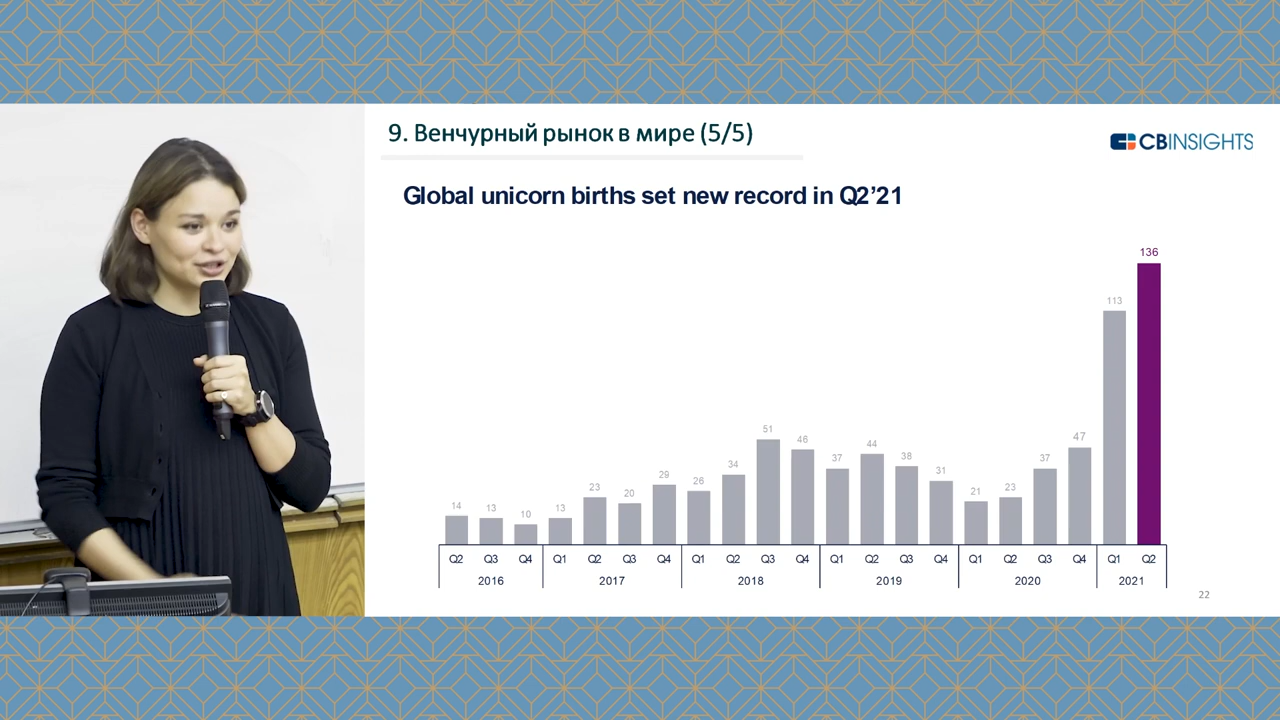 9. Венчурный рынок в мире (5/5)
CBINSIGHTS
Global unicorn births set new record in Q2’21
14 13 10 13 23 20 29 26 34 51 46 37 44 38 31 21 23 37 47 113 136
Q2 Q3 Q4 Q1 Q2 Q3 Q4 Q1 Q2 Q3 Q4 Q1 Q2 Q3 Q4 Q1 Q2 Q3 Q4 Q1 Q2
2016 2017 2018 2019 2020 2021
22